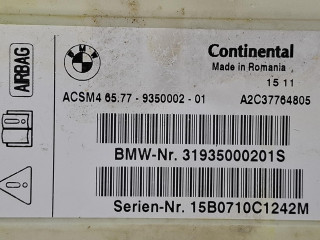 AIRBAG
BMW
Continental
Made in Romania
15 11
ACSM4 65.77 - 9350002 - 01 A2C37764805
BMW-Nr. 31935000201S
Serien-Nr. 15B0710C1242M